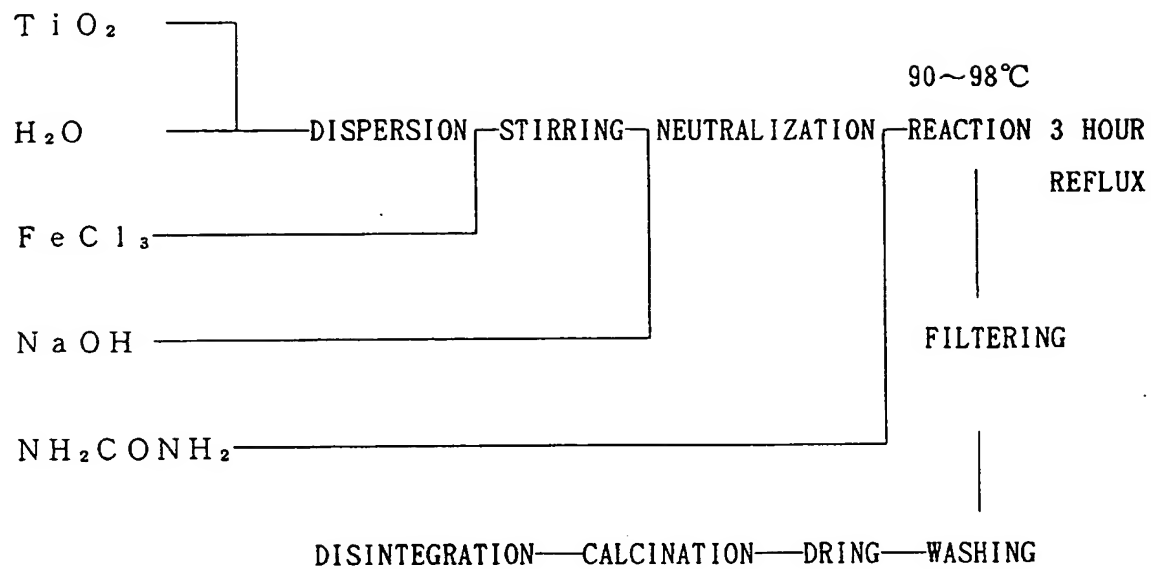 TiO₂
90~98℃
H₂O DISPERSION STIRRING NEUTRALIZATION REACTION 3 HOUR
REFLUX
FeCl₃
NaOH FILTERING
NH₂CONH₂
DISINTEGRATION CALCINATION DRING WASHING